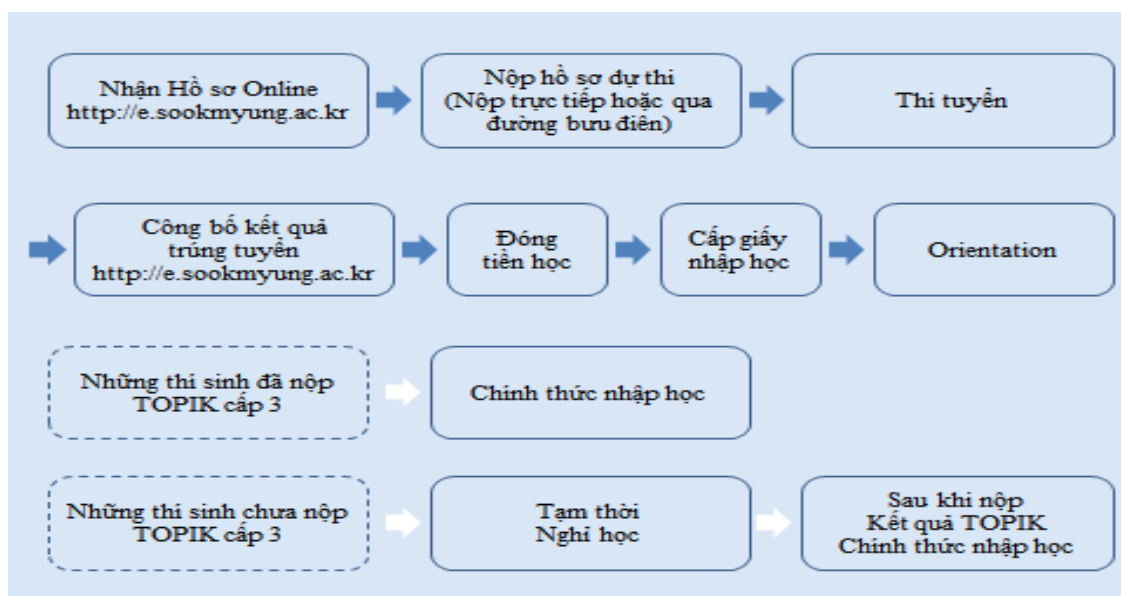 Nhận Hồ sơ Online
http://e.sookmyung.ac.kr
Nộp hồ sơ dự thi
(Nộp trực tiếp hoặc qua
đường bưu điên)
Thi tuyển
Công bố kết quả
trúng tuyển
http://e.sookmyung.ac.kr
Đóng
tiền học
Cấp giấy
nhập học
Orientation
Những thí sinh đã nộp
TOPIK cấp 3
Chính thức nhập học
Những thí sinh chưa nộp
TOPIK cấp 3
Tạm thời
Nghỉ học
Sau khi nộp
Kết quả TOPIK
Chính thức nhập học